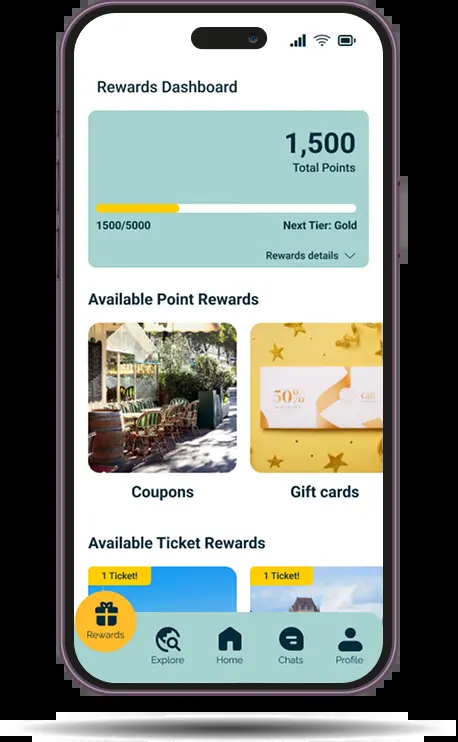 Rewards Dashboard
1,500
Total Points
1500/5000
Next Tier: Gold
Rewards details
Available Point Rewards
50%
Gift
Coupons
Gift cards
Available Ticket Rewards
1 Ticket!
1 Ticket!
Rewards
Explore
Home
Chats
Profile